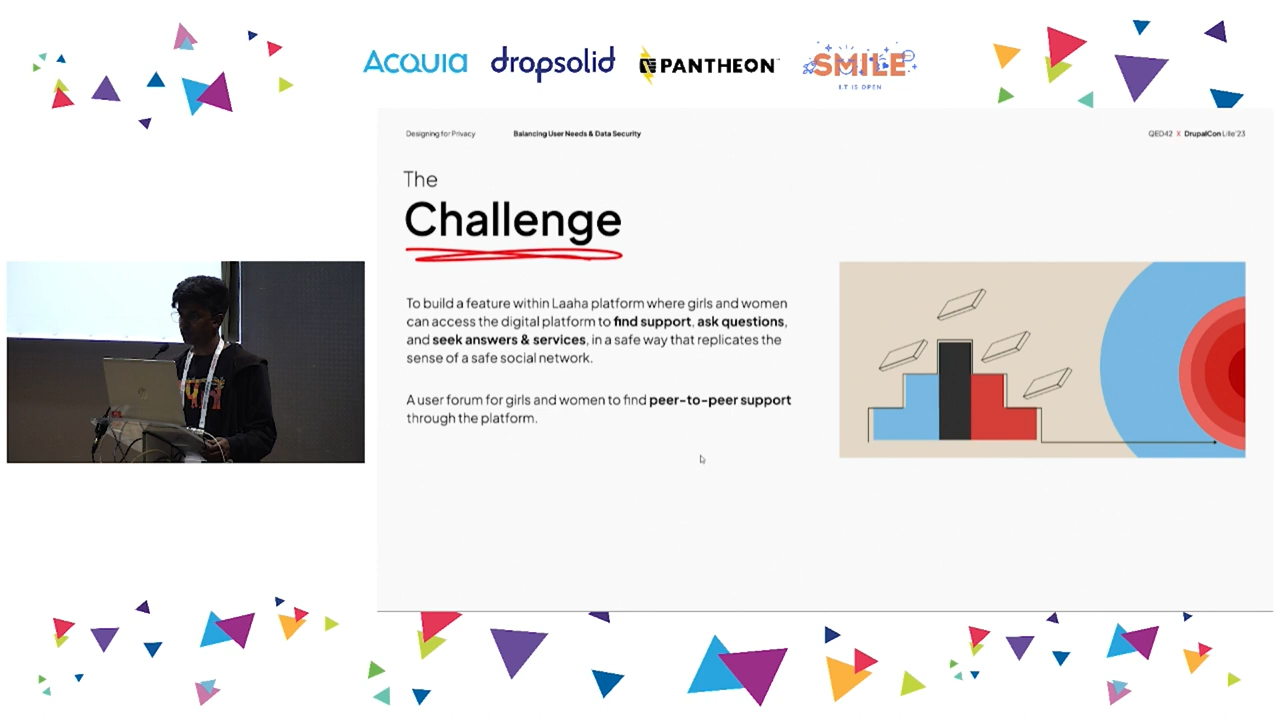 ACQUIA dropsolid PANTHEON SMILE
I.T IS OPEN
Designing for Privacy Balancing User Needs & Data Security QED42 X DrupalCon Lille'23
The
Challenge
To build a feature within Laaha platform where girls and women
can access the digital platform to find support, ask questions,
and seek answers & services, in a safe way that replicates the
sense of a safe social network.
A user forum for girls and women to find peer-to-peer support
through the platform.